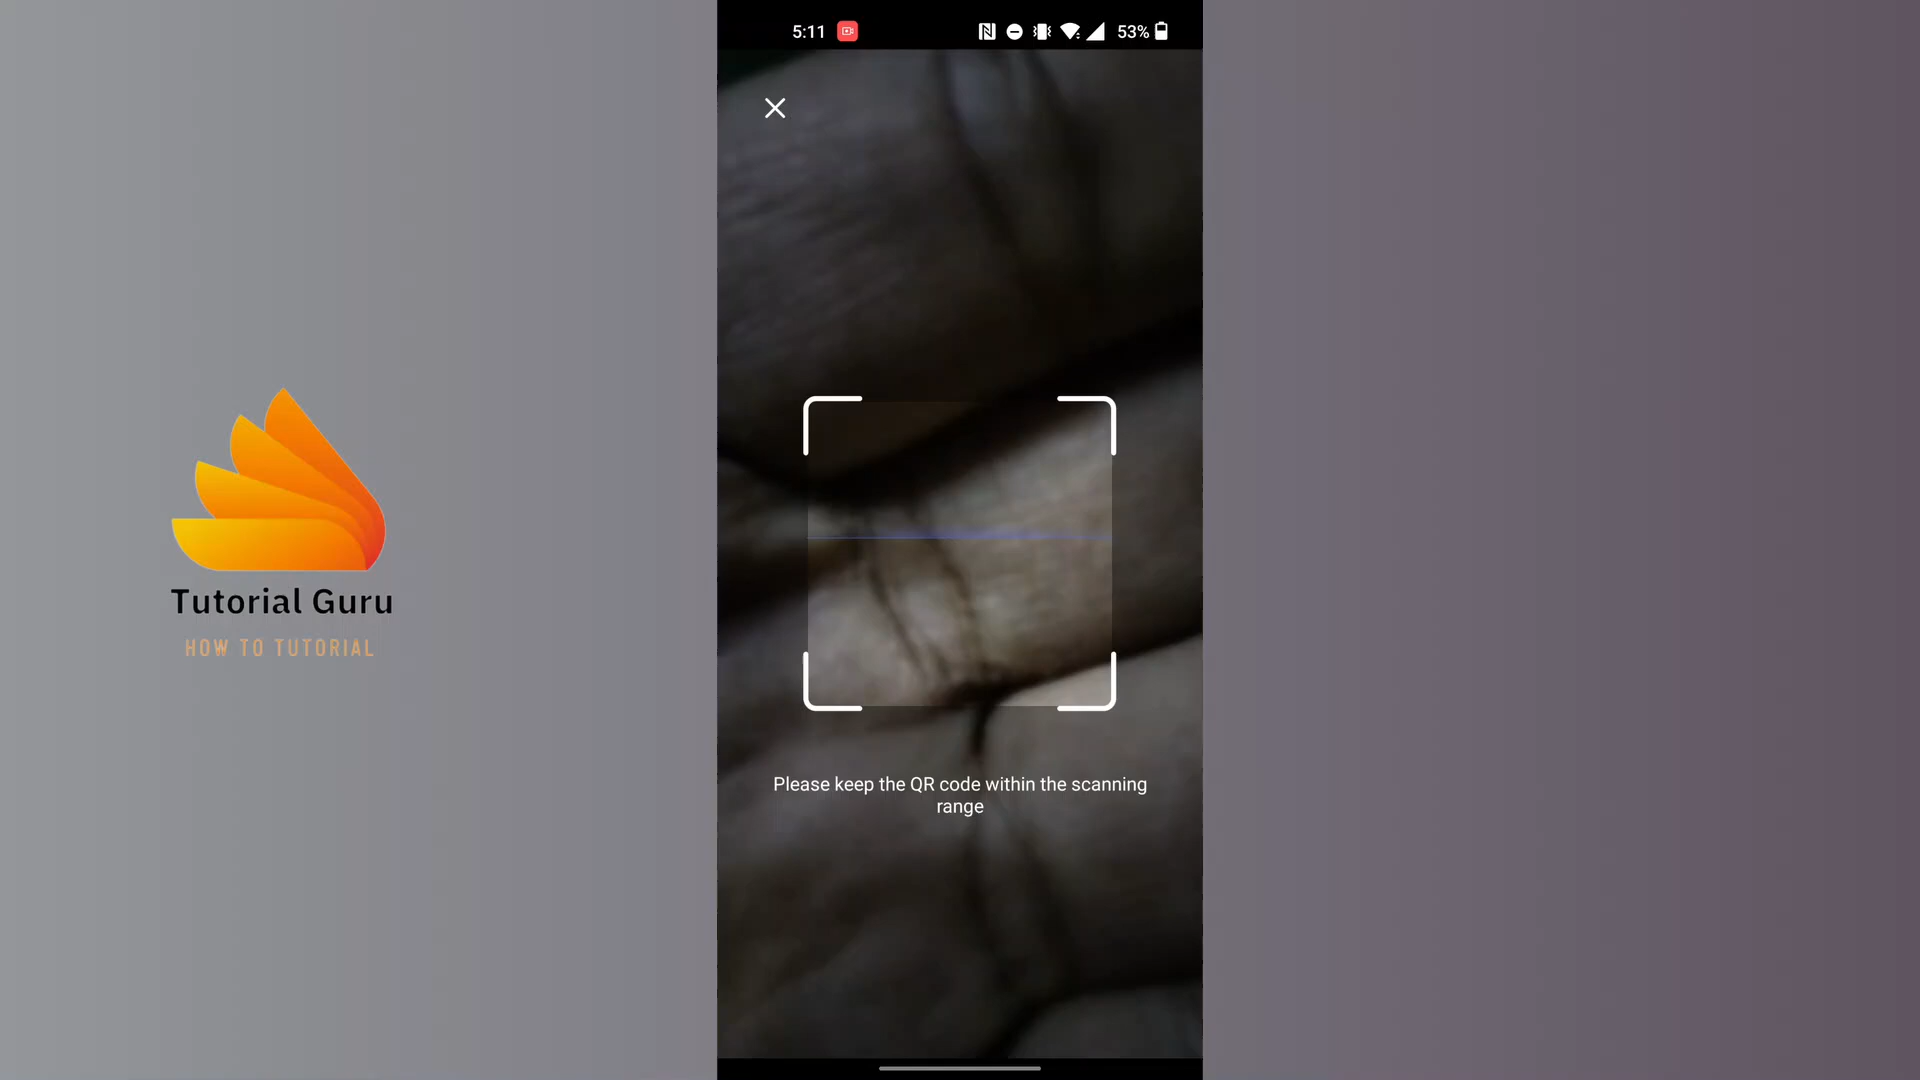 5:11
53%
Please keep the QR code within the scanning
range
Tutorial Guru
HOW TO TUTORIAL